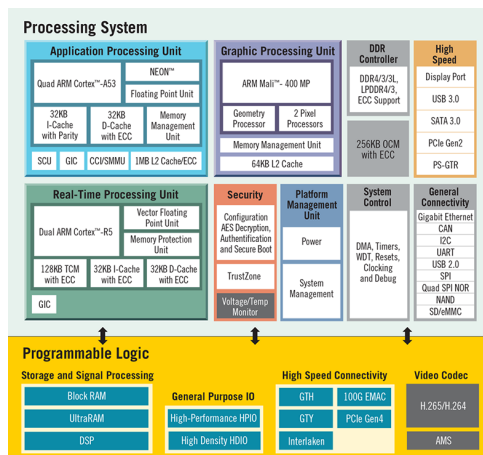 Processing System
Application Processing Unit
Quad ARM Cortex™-A53
NEON™
Floating Point Unit
32KB
I-Cache
with Parity
32KB
D-Cache
with ECC
Memory
Management
Unit
SCU
GIC
CCI/SMMU
1MB L2 Cache/ECC
Graphic Processing Unit
ARM Mali™- 400 MP
Geometry
Processor
2 Pixel
Processors
Memory Management Unit
64KB L2 Cache
DDR
Controller
DDR4/3/3L,
LPDDR4/3,
ECC Support
256KB OCM
with ECC
High
Speed
Display Port
USB 3.0
SATA 3.0
PCIe Gen2
PS-GTR
Real-Time Processing Unit
Dual ARM Cortex™-R5
Vector Floating
Point Unit
Memory Protection
Unit
128KB TCM
with ECC
32KB I-Cache
with ECC
32KB D-Cache
with ECC
GIC
Security
Configuration
AES Decryption,
Authentication
and Secure Boot
TrustZone
Voltage/Temp
Monitor
Platform
Management
Unit
Power
System
Management
System
Control
DMA, Timers,
WDT, Resets,
Clocking
and Debug
General
Connectivity
Gigabit Ethernet
CAN
I2C
UART
USB 2.0
SPI
Quad SPI NOR
NAND
SD/eMMC
Programmable Logic
Storage and Signal Processing
Block RAM
UltraRAM
DSP
General Purpose IO
High-Performance HPIO
High Density HDIO
High Speed Connectivity
GTH
100G EMAC
GTY
PCIe Gen4
Interlaken
Video Codec
H.265/H.264
AMS